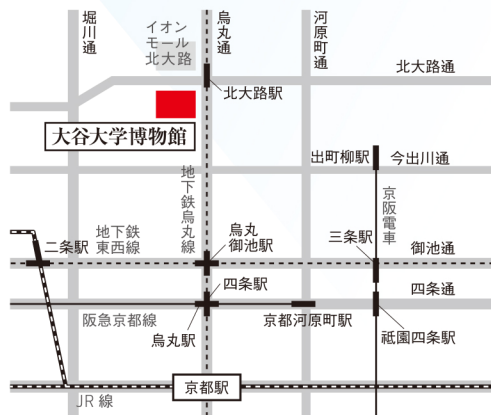 堀川通
イオン
モール
北大路
烏丸通
河原町通
北大路通
北大路駅
大谷大学博物館
出町柳駅
今出川通
地下鉄烏丸線
京阪電車
地下鉄
東西線
二条駅
烏丸
御池駅
三条駅
御池通
四条駅
四条通
阪急京都線
烏丸駅
京都河原町駅
祗園四条駅
京都駅
JR 線